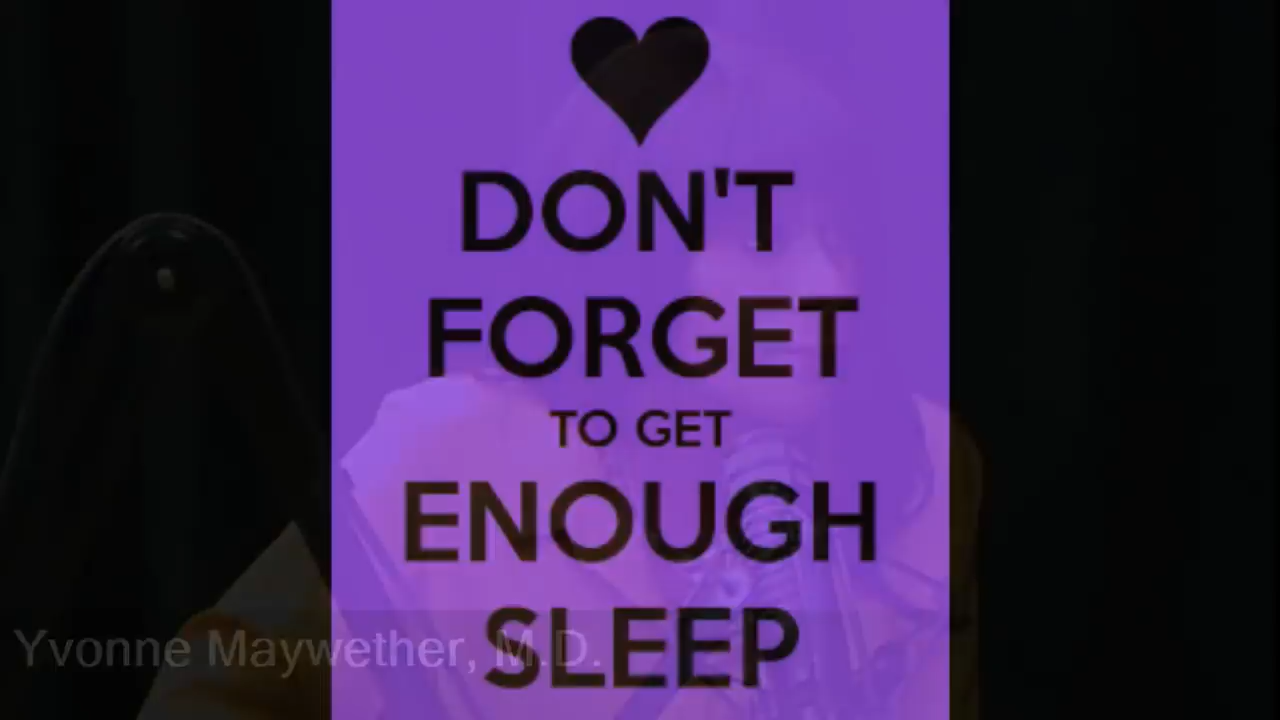 DON'T
FORGET
TO GET
ENOUGH
SLEEP
Yvonne Maywether, M.D.